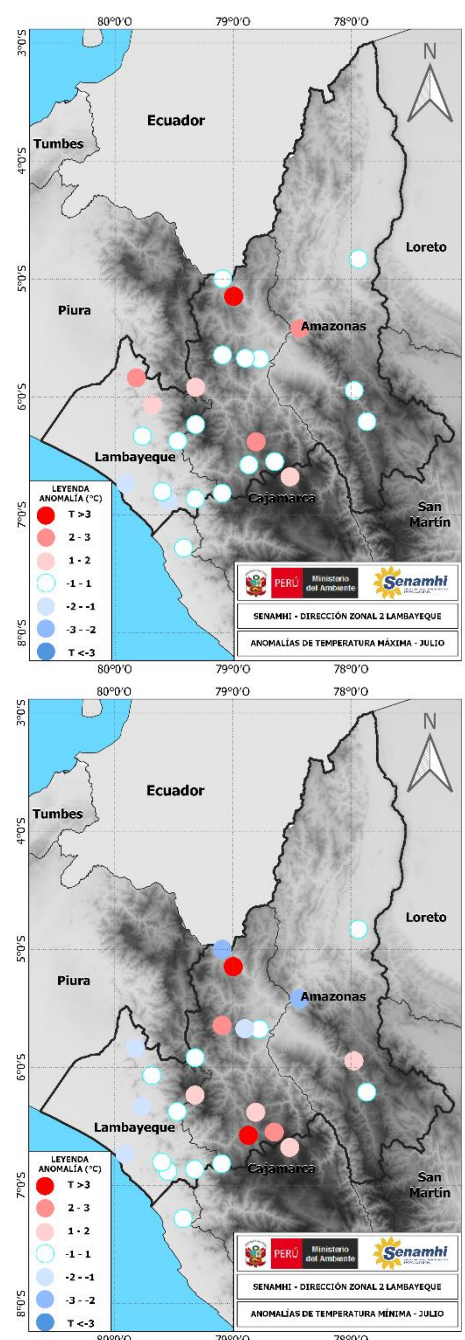 80°0'O 79°0'O 78°0'O
3°0'S
N
Ecuador
Tumbes
4°0'S
Loreto
5°0'S
Piura
Amazonas
6°0'S
Lambayeque
Cajamarca
San
Martín
7°0'S
8°0'S
LEYENDA
ANOMALÍA (°C)
T >3
2 - 3
1 - 2
-1 - 1
-2 - -1
-3 - -2
T <-3
PERÚ Ministerio
del Ambiente
Senamhi
SENAMHI - DIRECCIÓN ZONAL 2 LAMBAYEQUE
ANOMALÍAS DE TEMPERATURA MÁXIMA - JULIO
80°0'O 79°0'O 78°0'O
80°0'O 79°0'O 78°0'O
3°0'S
N
Ecuador
Tumbes
4°0'S
Loreto
5°0'S
Piura
Amazonas
6°0'S
Lambayeque
Cajamarca
San
Martín
7°0'S
8°0'S
LEYENDA
ANOMALÍA (°C)
T >3
2 - 3
1 - 2
-1 - 1
-2 - -1
-3 - -2
T <-3
PERÚ Ministerio
del Ambiente
Senamhi
SENAMHI - DIRECCIÓN ZONAL 2 LAMBAYEQUE
ANOMALÍAS DE TEMPERATURA MÍNIMA - JULIO
80°0'O 79°0'O 78°0'O